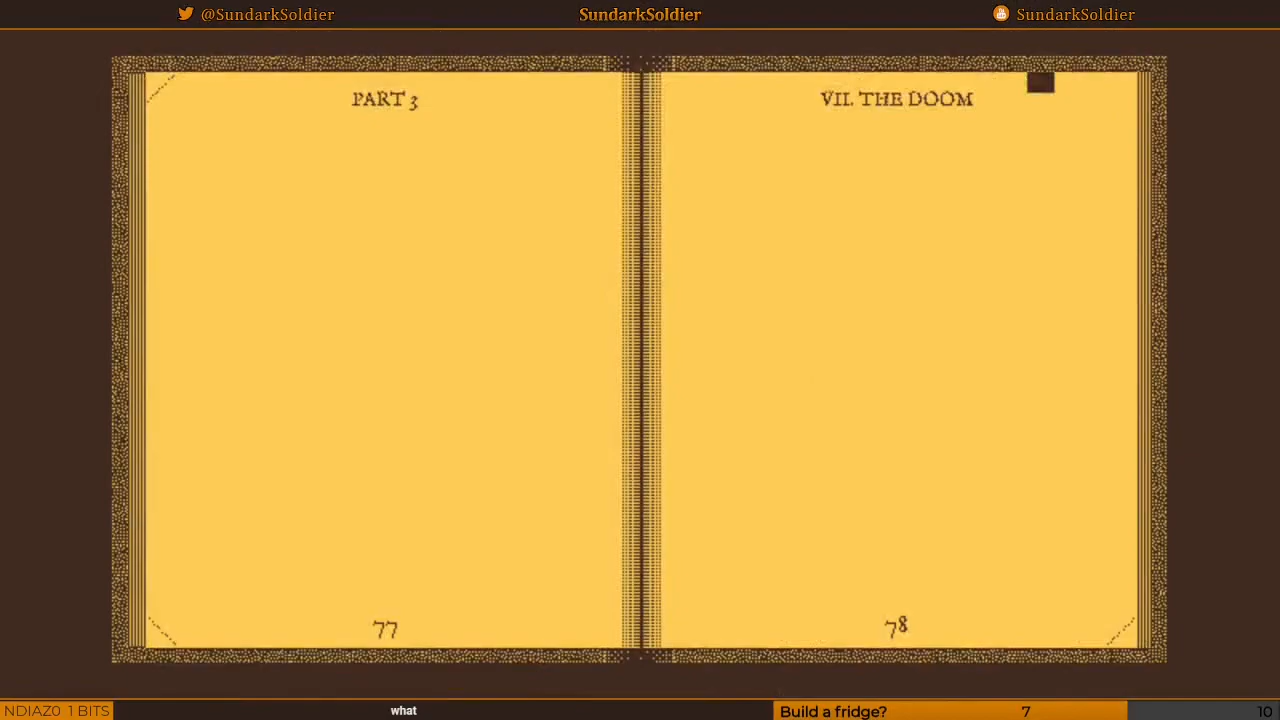 @SundarkSoldier SundarkSoldier SundarkSoldier
PART 3
VII. THE DOOM
77
78
NDIAZ0 1 BITS
what
Build a fridge? 7 10